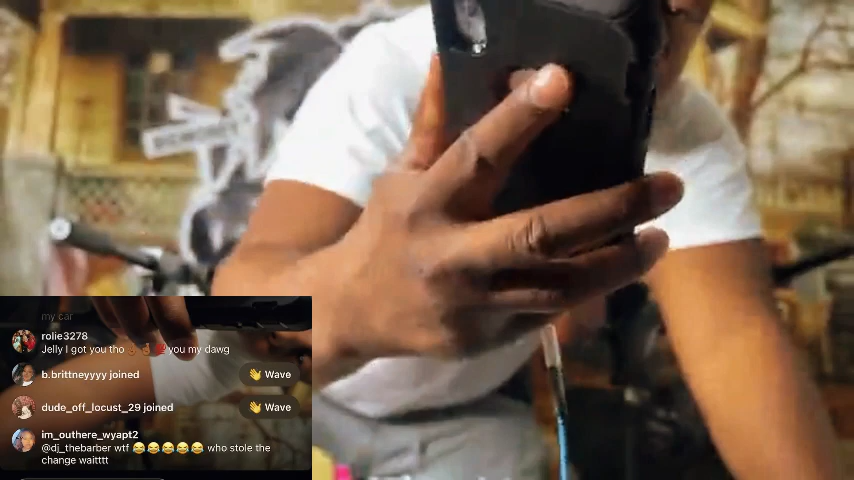 my car
rolie3278
Jelly I got you tho ✌🏾✌🏾💯you my dawg
b.brittneyyyy joined
👋 Wave
dude_off_locust_29 joined
👋 Wave
im_outhere_wyapt2
@dj_thebarber wtf 😂😂😂😂😂 who stole the
change waitttt